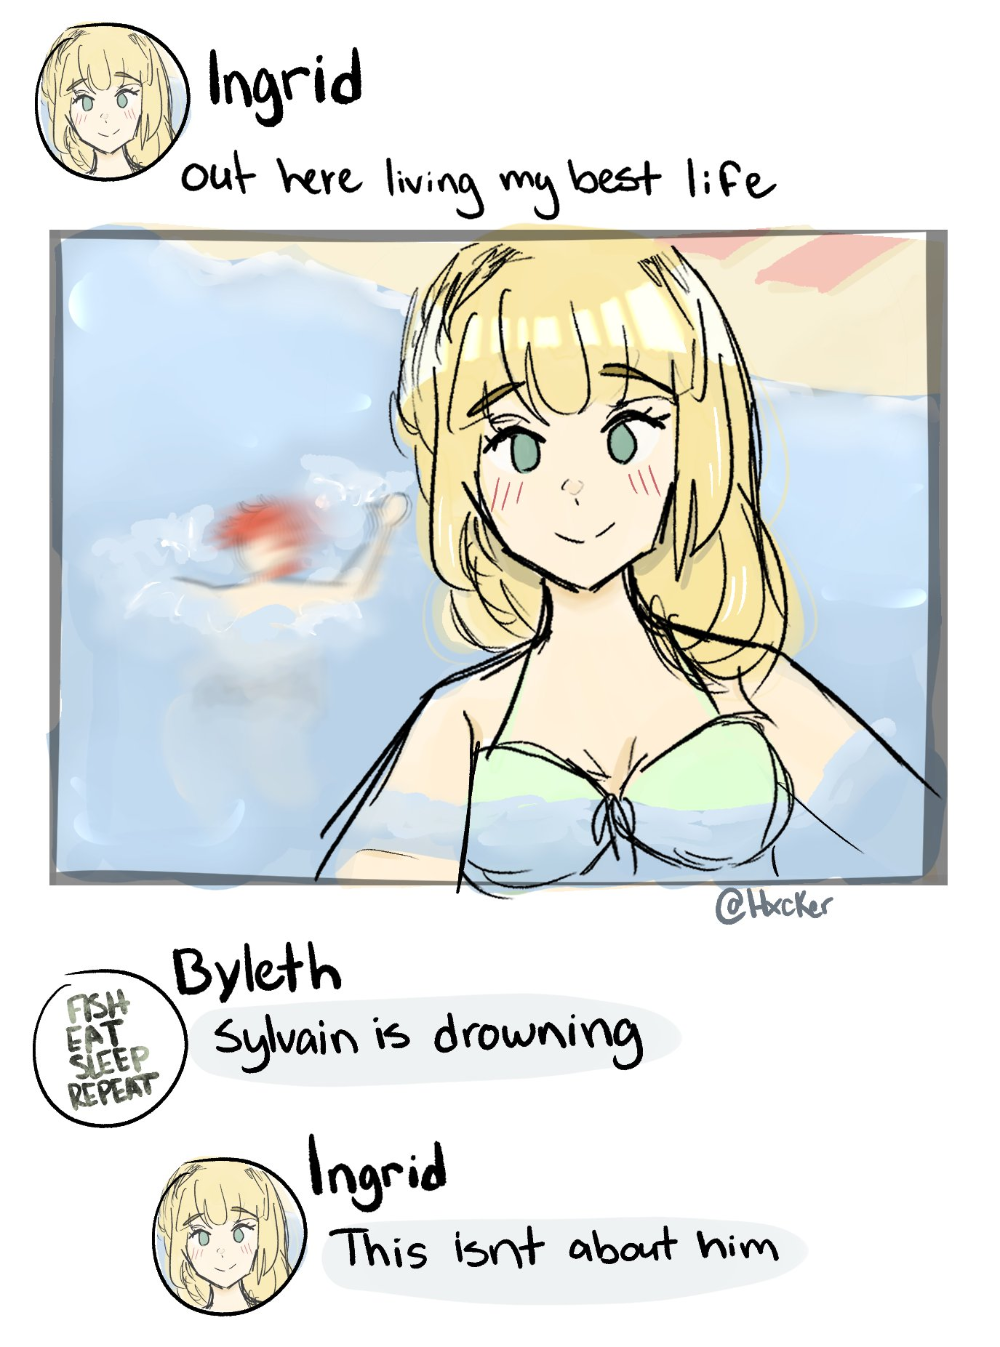 Ingrid
out here living my best life
@Hxcker
Byleth
FISH
EAT
SLEEP
REPEAT
Sylvain is drowning
Ingrid
This isnt about him